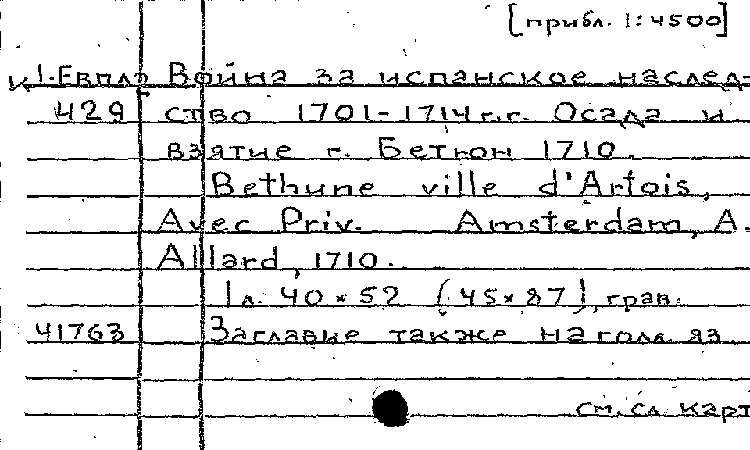 [прибл. 1:4500]
К1-Евпл2 Война за испанское наслед-
429 ство 1701-1714 г.г. Осада и
взятие г. Бетюн 1710.
Bethune ville d'Artois,
Avec Priv. Amsterdam, A.
Allard, 1710.
1 л. 40×52 (45×87), грав.
41763 Заглавие также на голл. яз.
см. сл. карт